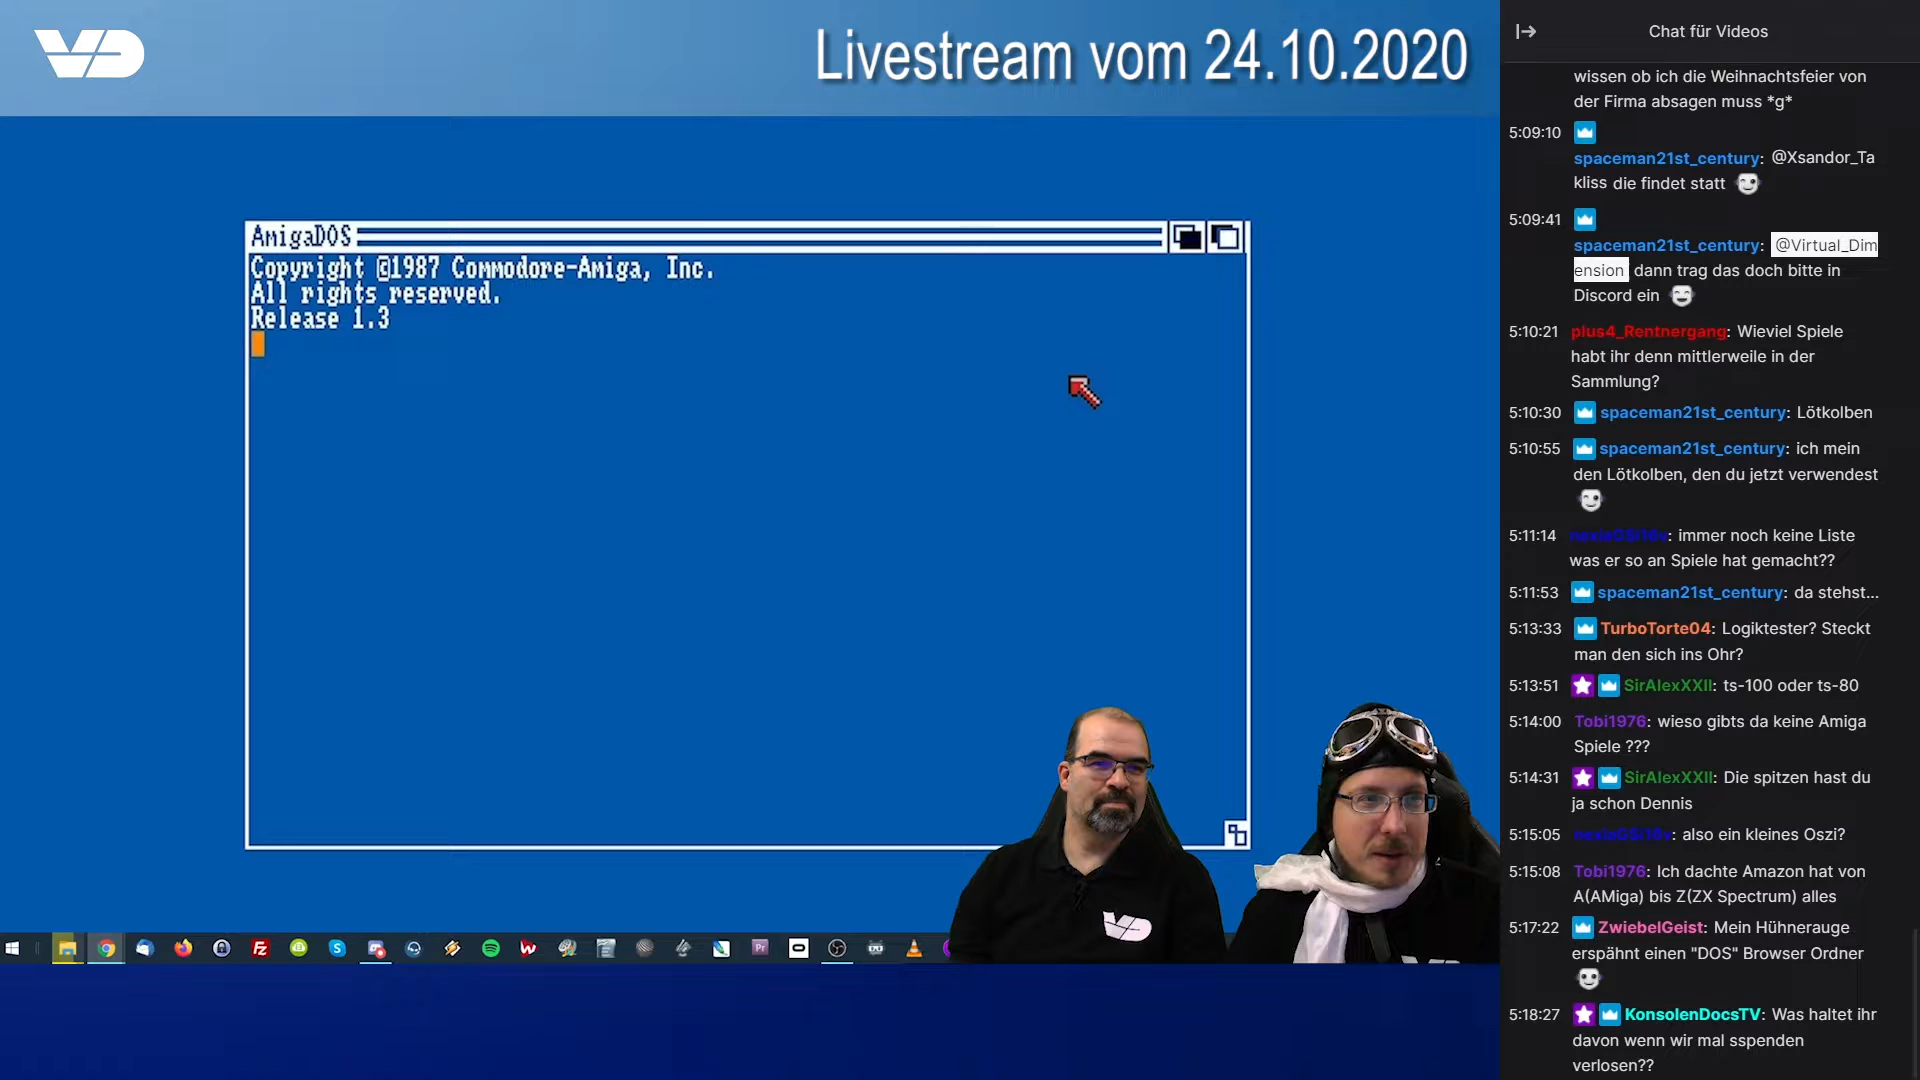 VD
Livestream vom 24.10.2020
AmigaDOS
Copyright ©1987 Commodore-Amiga, Inc.
All rights reserved.
Release 1.3
VD
Chat für Videos
wissen ob ich die Weihnachtsfeier von
der Firma absagen muss *g*
5:09:10
spaceman21st_century: @Xsandor_Ta
kliss die findet statt
5:09:41
spaceman21st_century: @Virtual_Dim
ension dann trag das doch bitte in
Discord ein
5:10:21 plus4_Rentnergang: Wieviel Spiele
habt ihr denn mittlerweile in der
Sammlung?
5:10:30 spaceman21st_century: Lötkolben
5:10:55 spaceman21st_century: ich mein
den Lötkolben, den du jetzt verwendest
5:11:14 : immer noch keine Liste
was er so an Spiele hat gemacht??
5:11:53 spaceman21st_century: da stehst...
5:13:33 TurboTorte04: Logiktester? Steckt
man den sich ins Ohr?
5:13:51 SirAlexXXII: ts-100 oder ts-80
5:14:00 Tobi1976: wieso gibts da keine Amiga
Spiele ???
5:14:31 SirAlexXXII: Die spitzen hast du
ja schon Dennis
5:15:05 : also ein kleines Oszi?
5:15:08 Tobi1976: Ich dachte Amazon hat von
A(AMiga) bis Z(ZX Spectrum) alles
5:17:22 ZwiebelGeist: Mein Hühnerauge
erspähnt einen "DOS" Browser Ordner
5:18:27 KonsolenDocsTV: Was haltet ihr
davon wenn wir mal sspenden
verlosen??